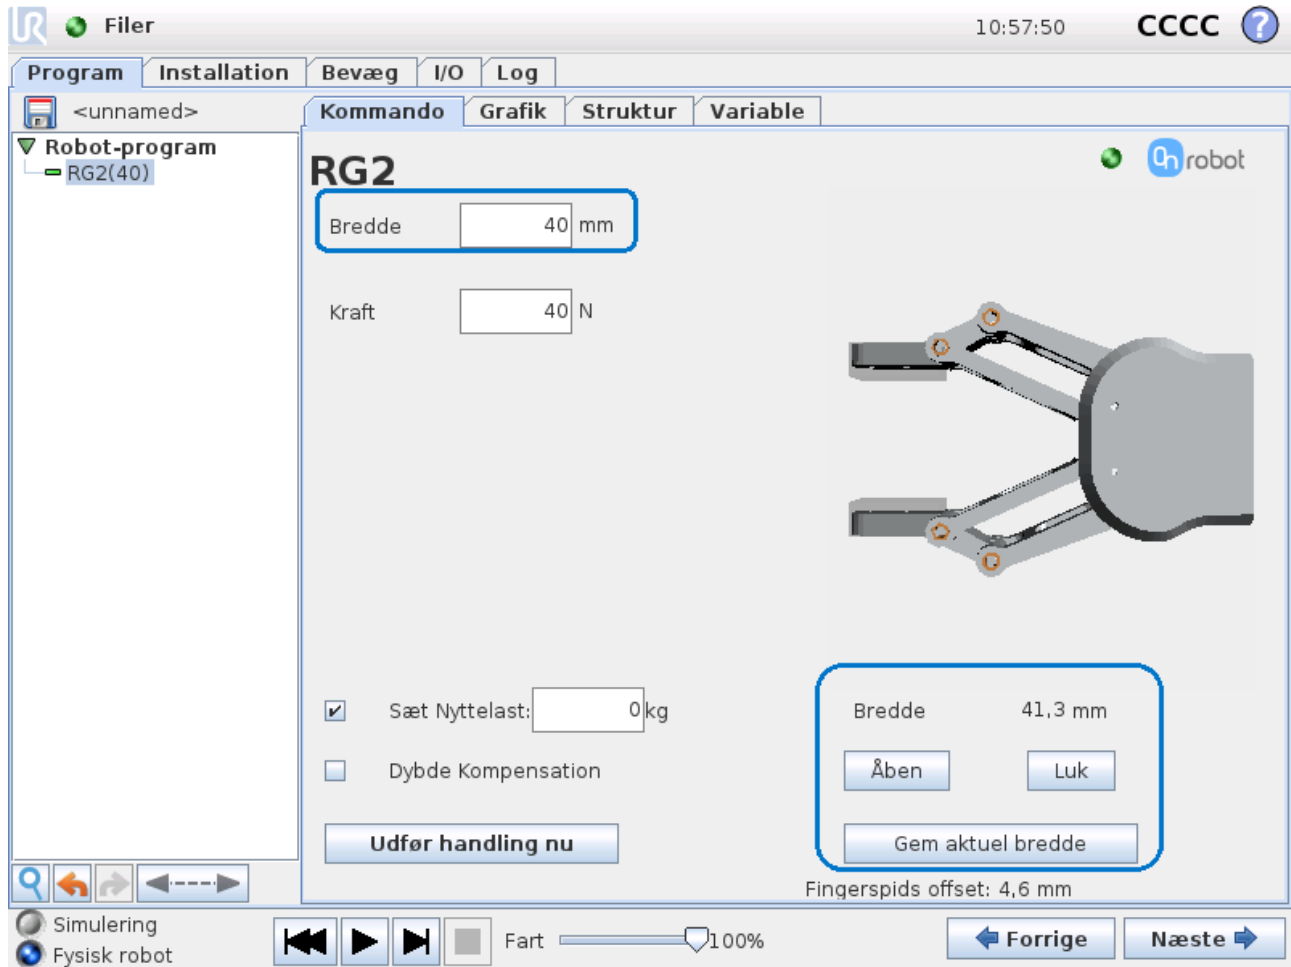 UR Filer 10:57:50 CCCC ?
Program Installation Bevæg I/O Log
<unnamed> Kommando Grafik Struktur Variable
Robot-program
RG2(40)
RG2
On robot
Bredde 40 mm
Kraft 40 N
Sæt Nyttelast: 0 kg
Dybde Kompensation
Udfør handling nu
Bredde 41,3 mm
Åben Luk
Gem aktuel bredde
Fingerspids offset: 4,6 mm
Simulering
Fysisk robot
Fart 100%
Forrige Næste